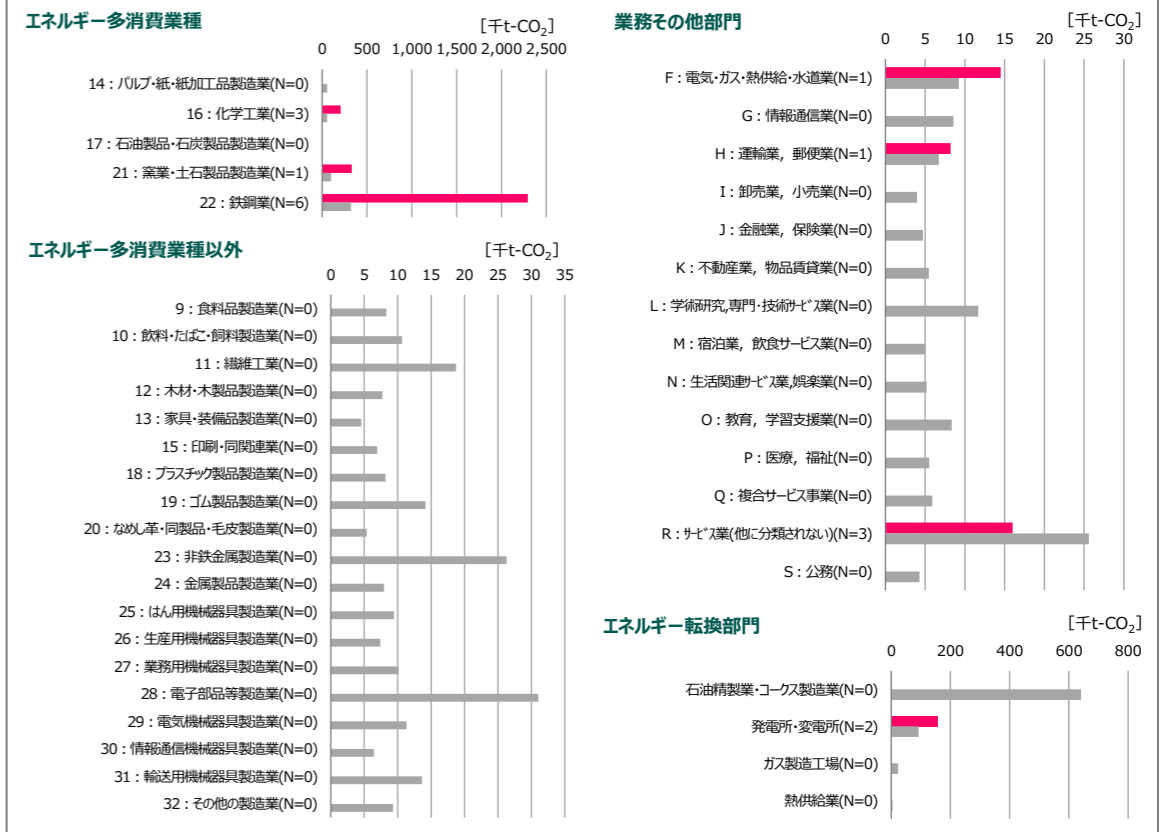 エネルギー多消費業種
[千t-CO2]
0 500 1,000 1,500 2,000 2,500
14：パルプ・紙・紙加工品製造業(N=0)
16：化学工業(N=3)
17：石油製品・石炭製品製造業(N=0)
21：窯業・土石製品製造業(N=1)
22：鉄鋼業(N=6)
エネルギー多消費業種以外
[千t-CO2]
0 5 10 15 20 25 30 35
9：食料品製造業(N=0)
10：飲料・たばこ・飼料製造業(N=0)
11：繊維工業(N=0)
12：木材・木製品製造業(N=0)
13：家具・装備品製造業(N=0)
15：印刷・同関連業(N=0)
18：プラスチック製品製造業(N=0)
19：ゴム製品製造業(N=0)
20：なめし革・同製品・毛皮製造業(N=0)
23：非鉄金属製造業(N=0)
24：金属製品製造業(N=0)
25：はん用機械器具製造業(N=0)
26：生産用機械器具製造業(N=0)
27：業務用機械器具製造業(N=0)
28：電子部品等製造業(N=0)
29：電気機械器具製造業(N=0)
30：情報通信機械器具製造業(N=0)
31：輸送用機械器具製造業(N=0)
32：その他の製造業(N=0)
業務その他部門
[千t-CO2]
0 5 10 15 20 25 30
F：電気・ガス・熱供給・水道業(N=1)
G：情報通信業(N=0)
H：運輸業，郵便業(N=1)
I：卸売業，小売業(N=0)
J：金融業，保険業(N=0)
K：不動産業，物品賃貸業(N=0)
L：学術研究,専門・技術サービス業(N=0)
M：宿泊業，飲食サービス業(N=0)
N：生活関連サービス業,娯楽業(N=0)
O：教育，学習支援業(N=0)
P：医療，福祉(N=0)
Q：複合サービス事業(N=0)
R：サービス業(他に分類されない)(N=3)
S：公務(N=0)
エネルギー転換部門
[千t-CO2]
0 200 400 600 800
石油精製業・コークス製造業(N=0)
発電所・変電所(N=2)
ガス製造工場(N=0)
熱供給業(N=0)